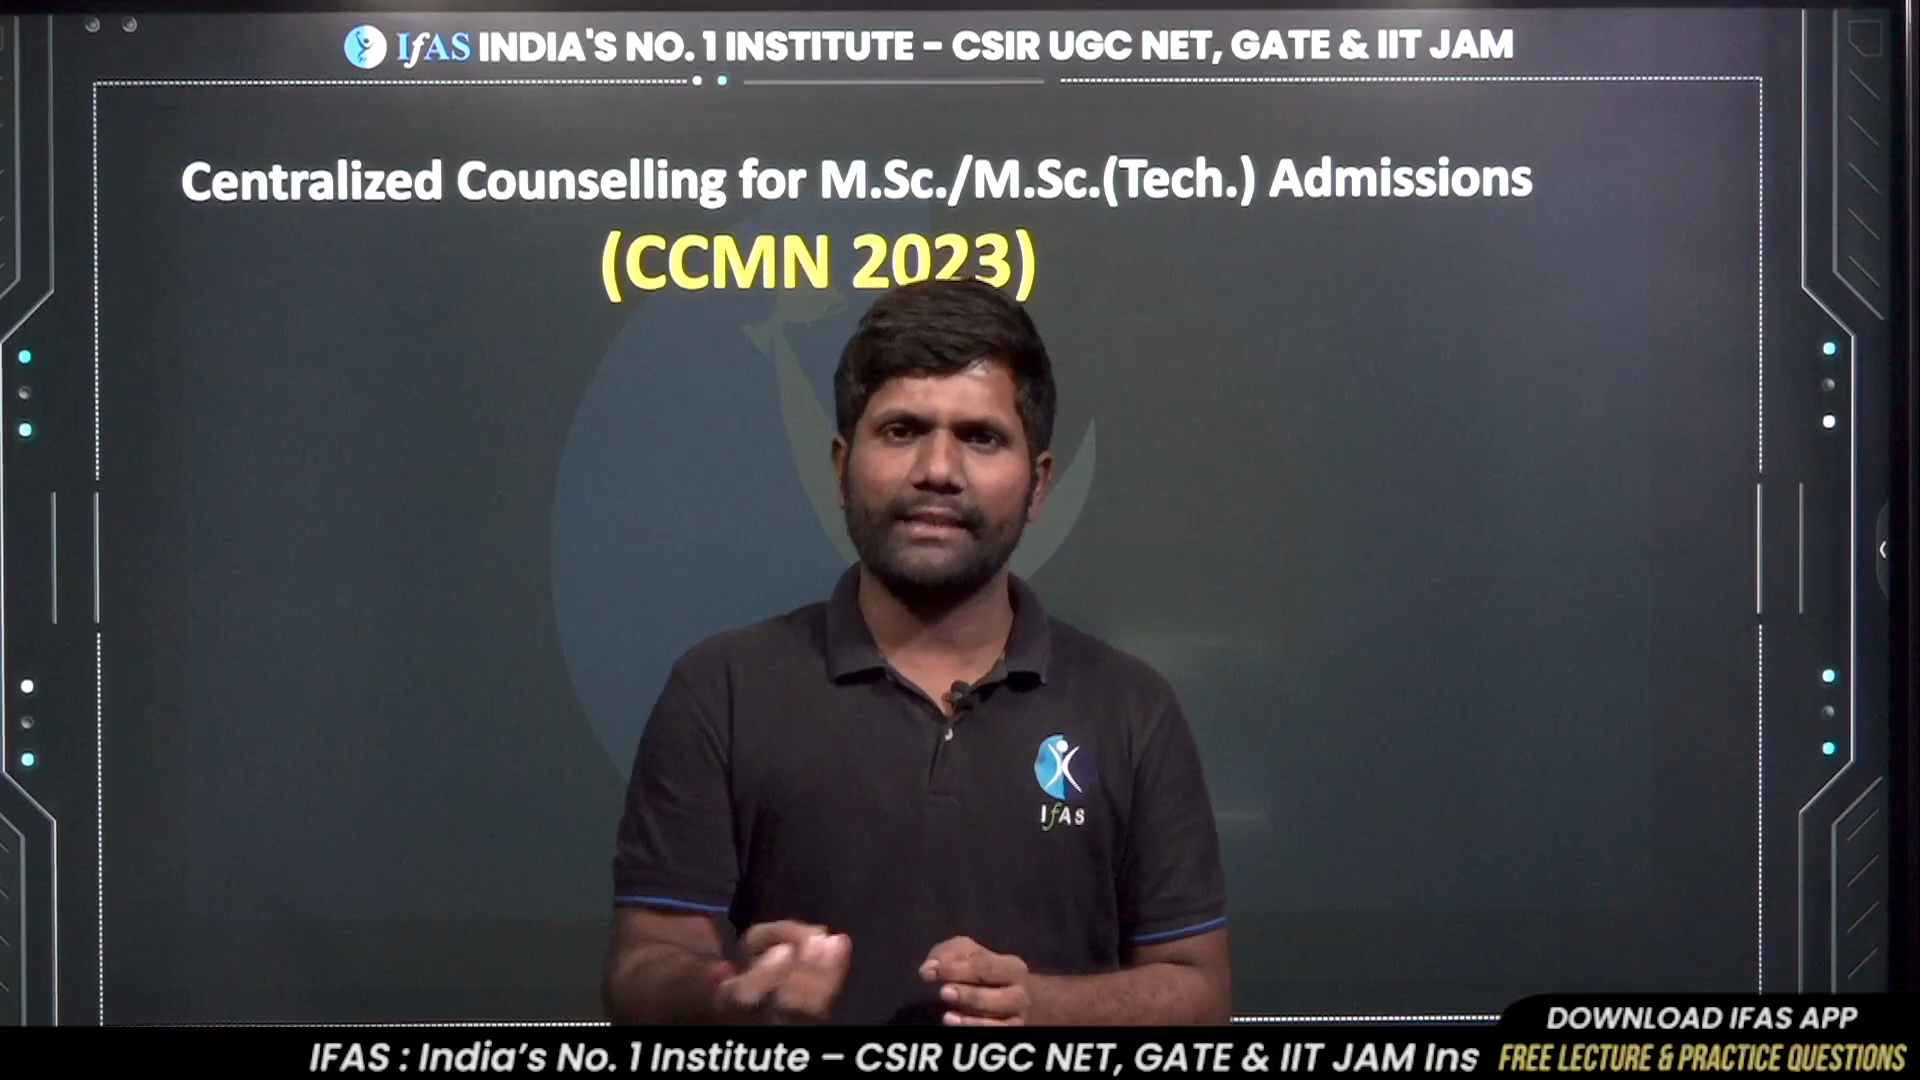 IfAS INDIA'S NO. 1 INSTITUTE - CSIR UGC NET, GATE & IIT JAM
Centralized Counselling for M.Sc./M.Sc.(Tech.) Admissions
(CCMN 2023)
IfAS
DOWNLOAD IFAS APP
IFAS : India's No. 1 Institute – CSIR UGC NET, GATE & IIT JAM Ins
FREE LECTURE & PRACTICE QUESTIONS